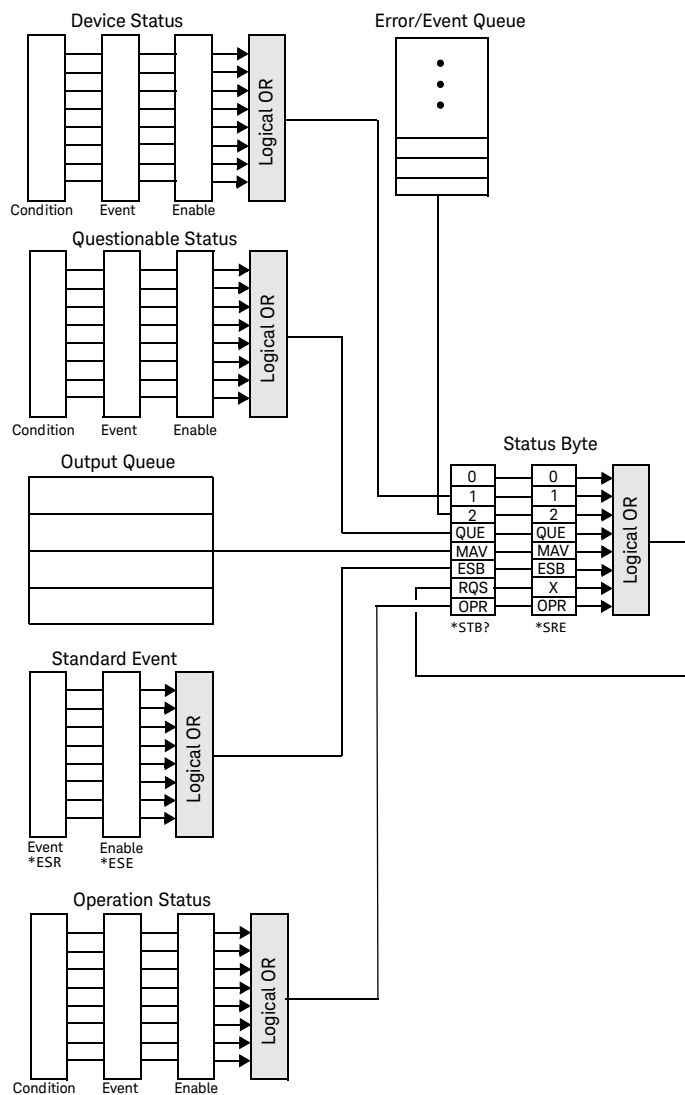 Device Status
Logical OR
Condition
Event
Enable
Error/Event Queue
Questionable Status
Logical OR
Condition
Event
Enable
Output Queue
Status Byte
0 0
1 1
2 2
QUE QUE
MAV MAV
ESB ESB
RQS X
OPR OPR
*STB? *SRE
Logical OR
Standard Event
Logical OR
Event
*ESR
Enable
*ESE
Operation Status
Logical OR
Condition
Event
Enable